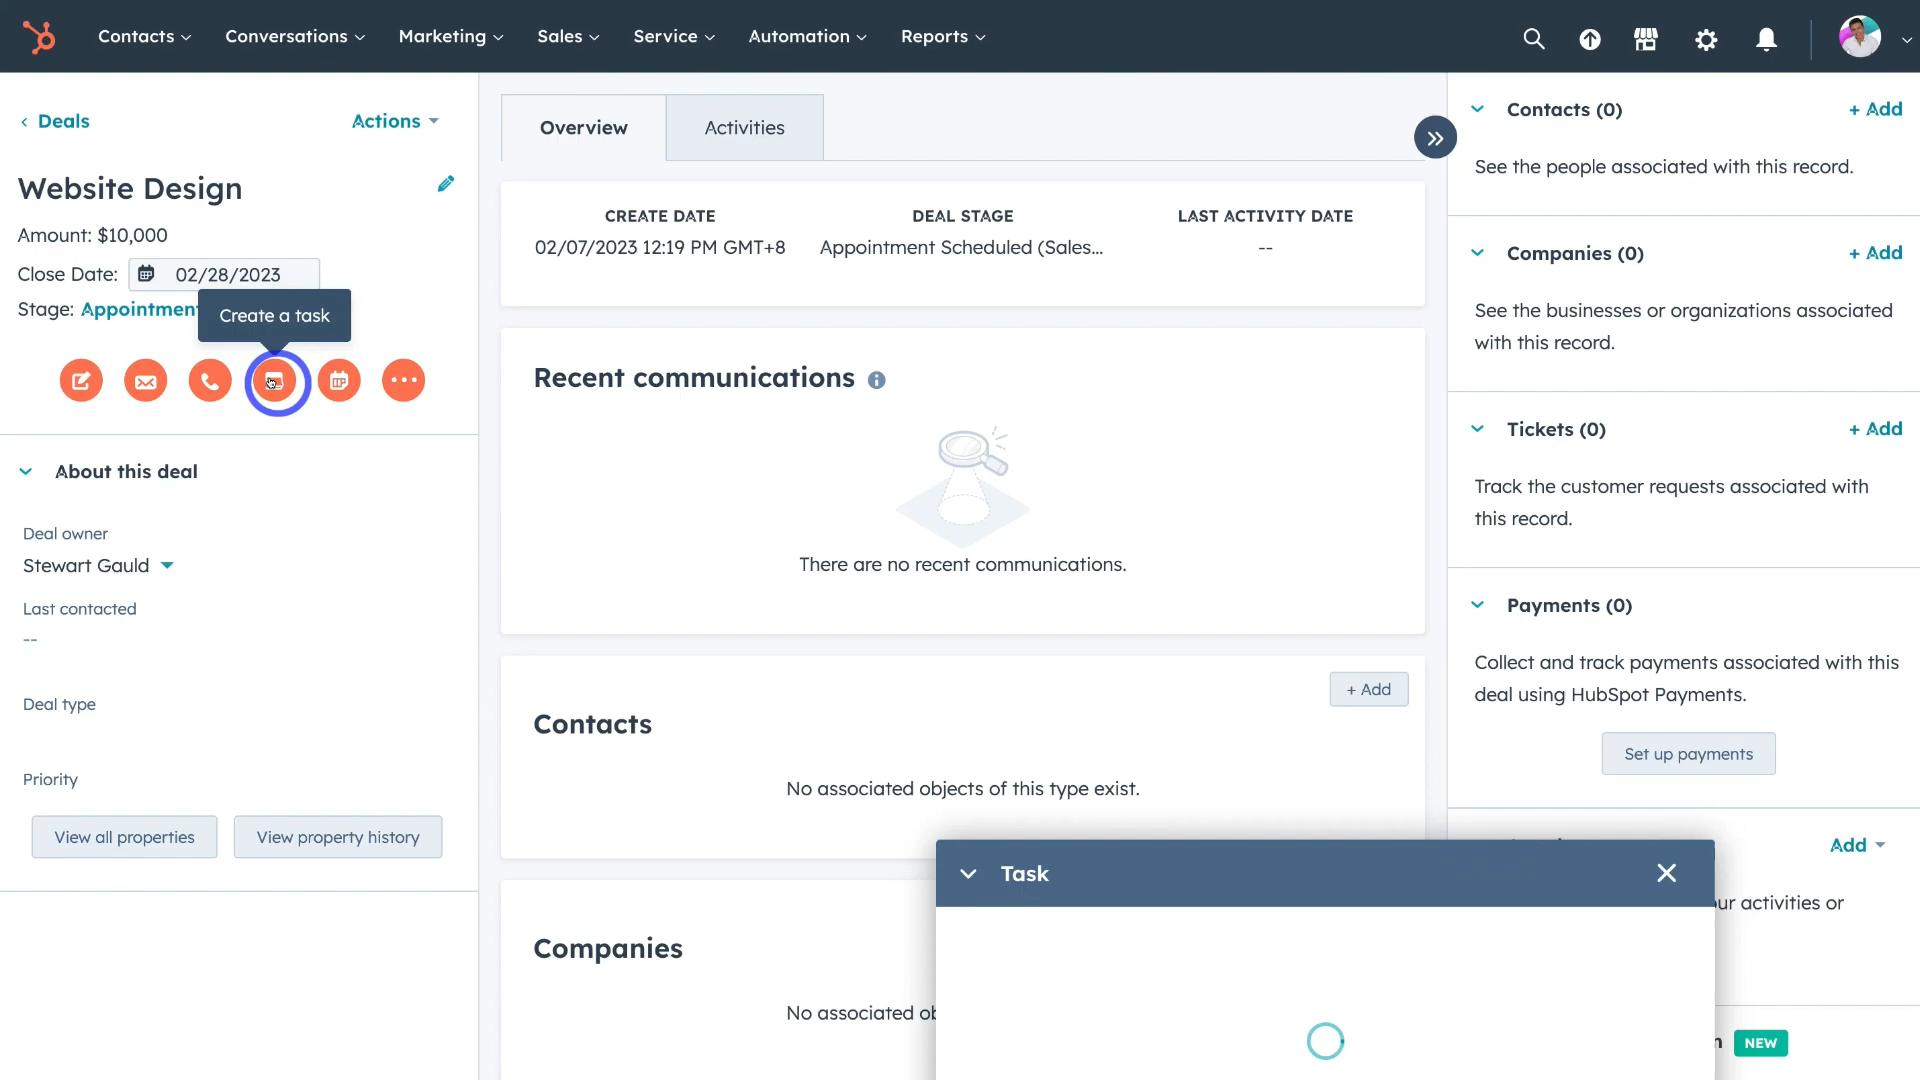 Contacts
Conversations
Marketing
Sales
Service
Automation
Reports
Deals
Actions
Website Design
Amount: $10,000
Close Date: 02/28/2023
Stage: Appointment
Create a task
About this deal
Deal owner
Stewart Gauld
Last contacted
--
Deal type
Priority
View all properties
View property history
Overview
Activities
CREATE DATE
02/07/2023 12:19 PM GMT+8
DEAL STAGE
Appointment Scheduled (Sales...
LAST ACTIVITY DATE
--
Recent communications
There are no recent communications.
+ Add
Contacts
No associated objects of this type exist.
Companies
No associated ob
Task
Contacts (0)
+ Add
See the people associated with this record.
Companies (0)
+ Add
See the businesses or organizations associated
with this record.
Tickets (0)
+ Add
Track the customer requests associated with
this record.
Payments (0)
Collect and track payments associated with this
deal using HubSpot Payments.
Set up payments
Add
ur activities or
n NEW